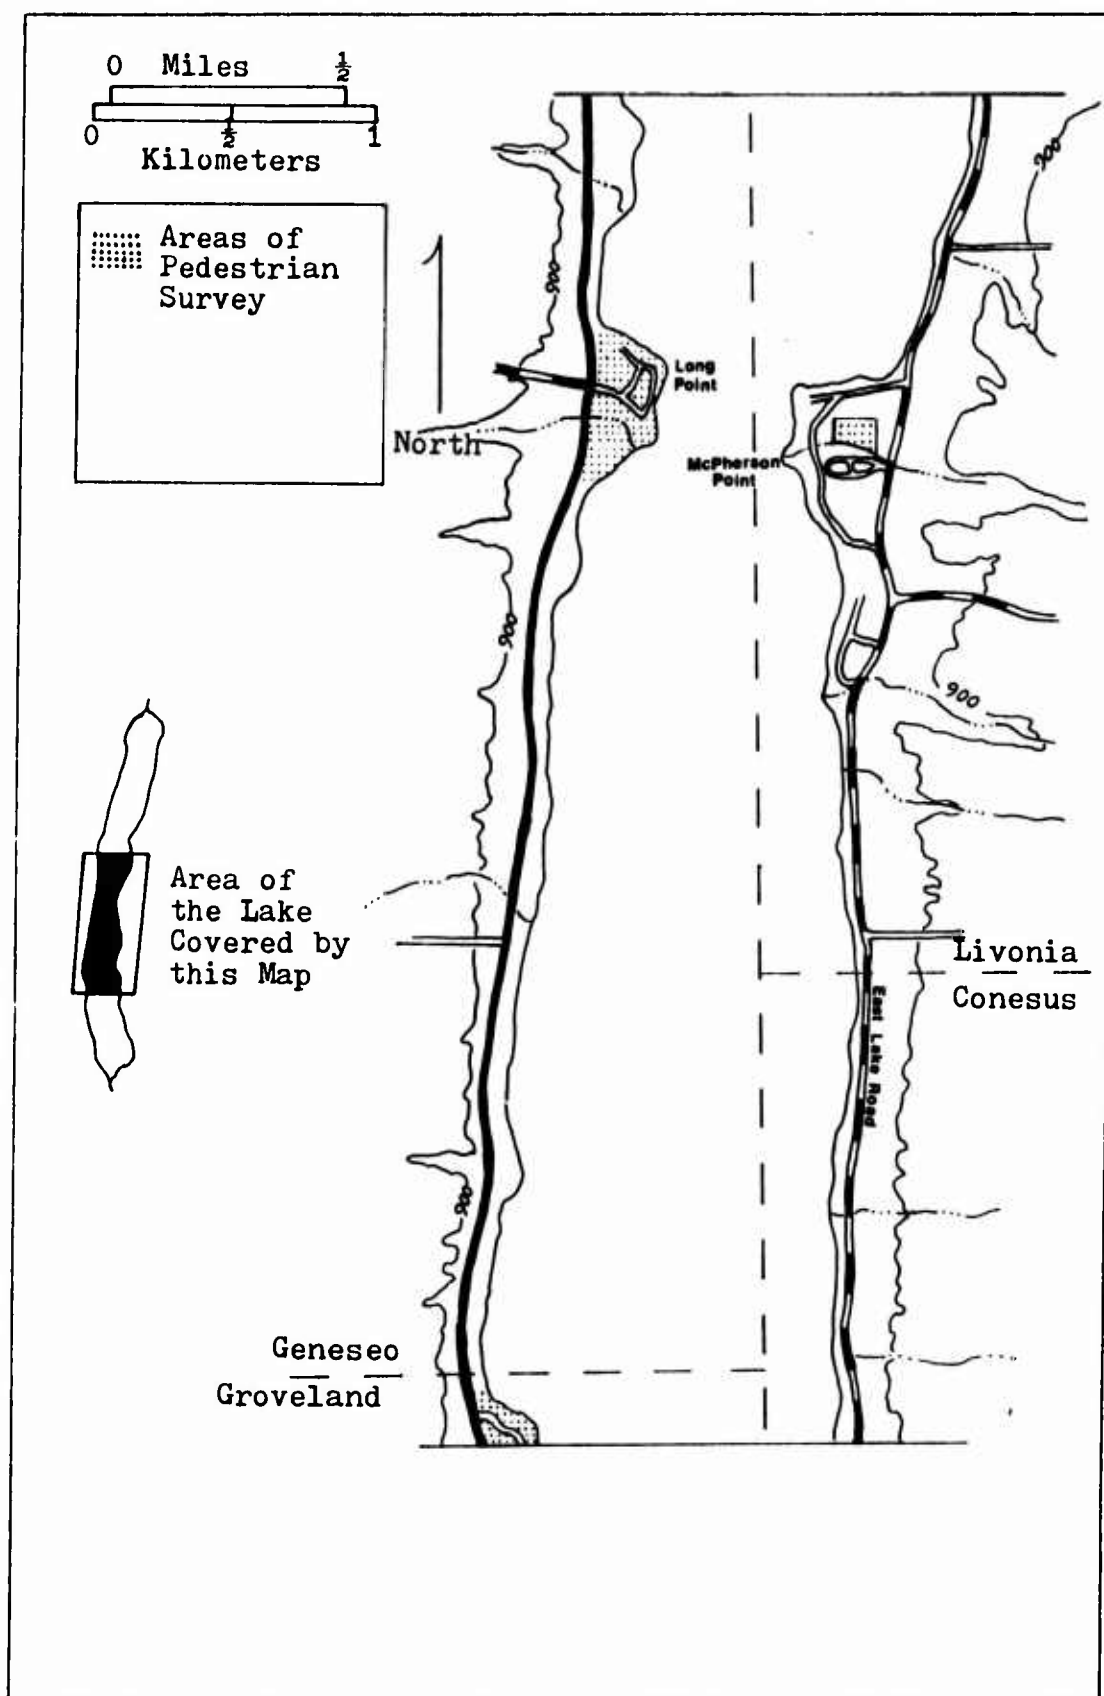 0 Miles ½
0 ½ 1
Kilometers
Areas of
Pedestrian
Survey
North
900
900
Long
Point
McPherson
Point
900
900
Area of
the Lake
Covered by
this Map
Livonia
Conesus
East Lake Road
900
Geneseo
Groveland